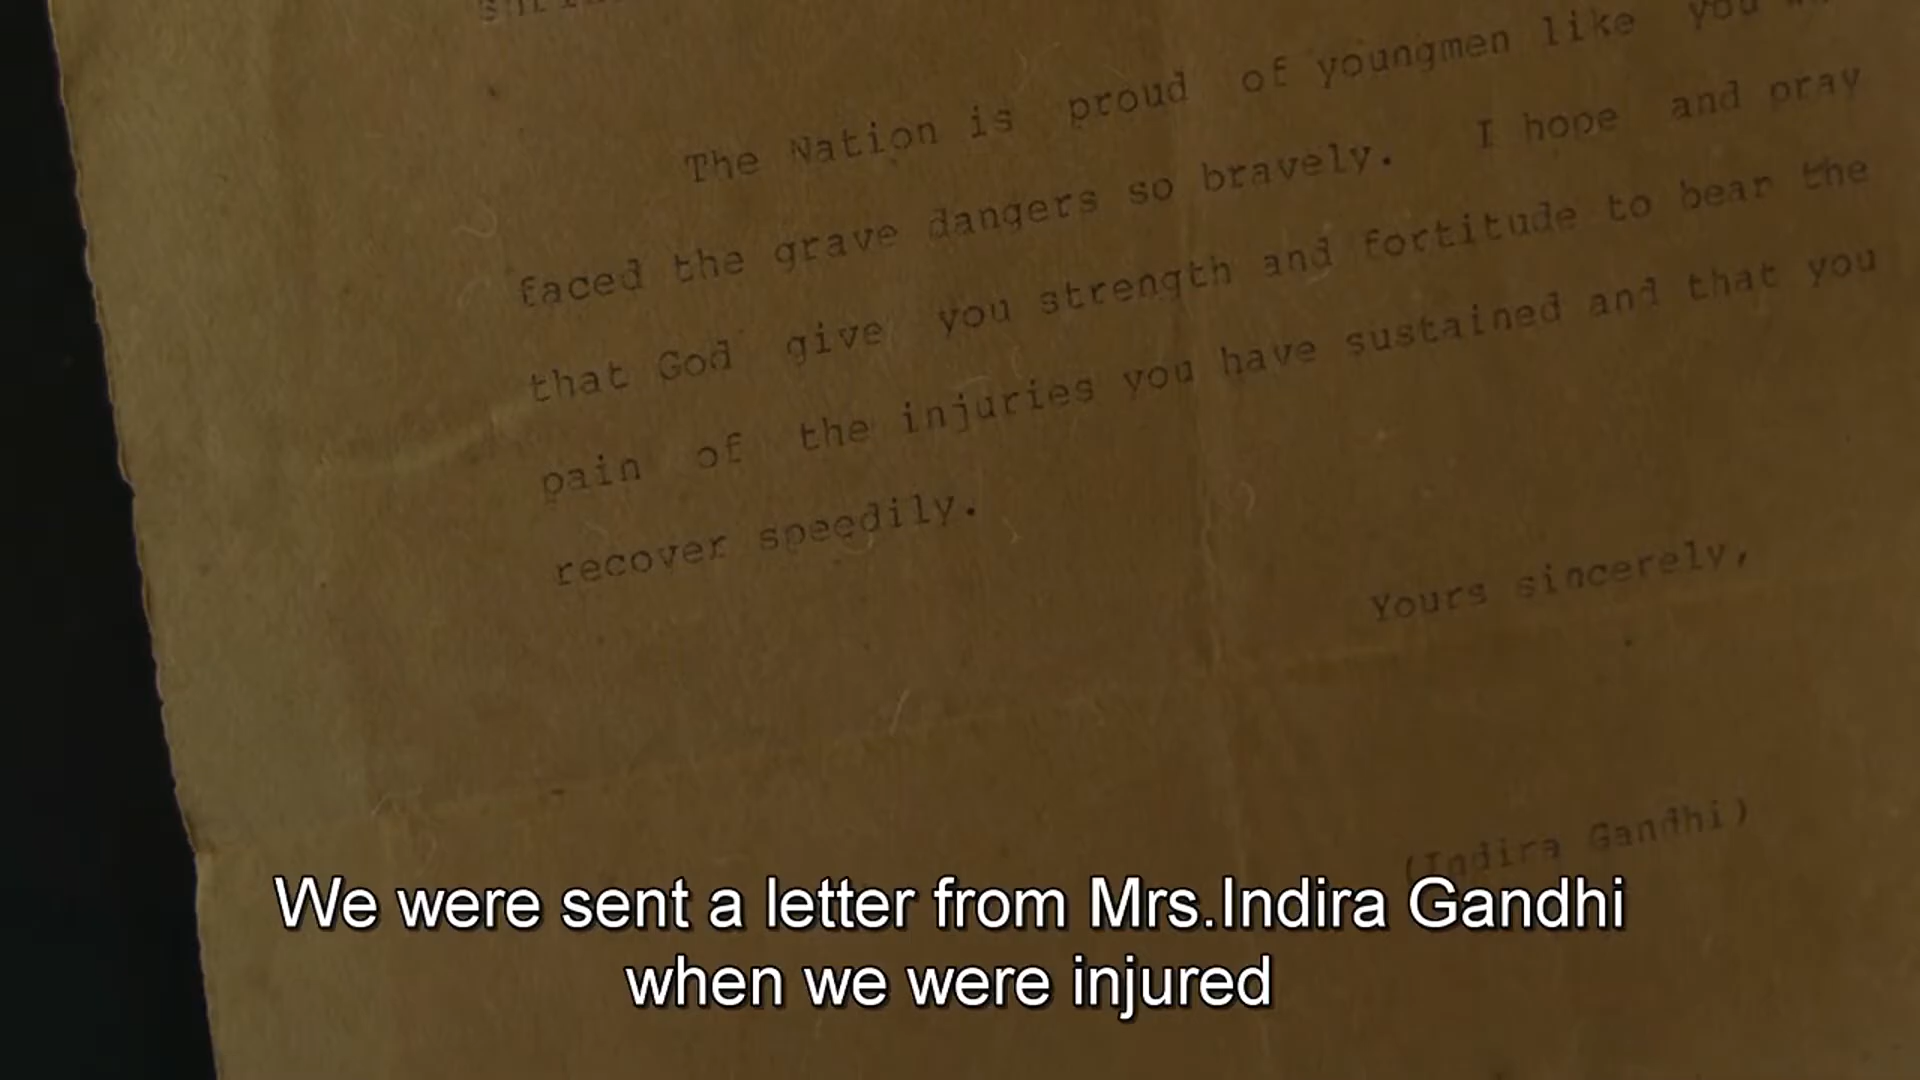 The Nation is proud of youngmen like you
faced the grave dangers so bravely. I hope and pray
that God give you strength and fortitude to bear the
pain of the injuries you have sustained and that you
recover speedily.
Yours sincerely,
(Indira Gandhi)
We were sent a letter from Mrs.Indira Gandhi
when we were injured